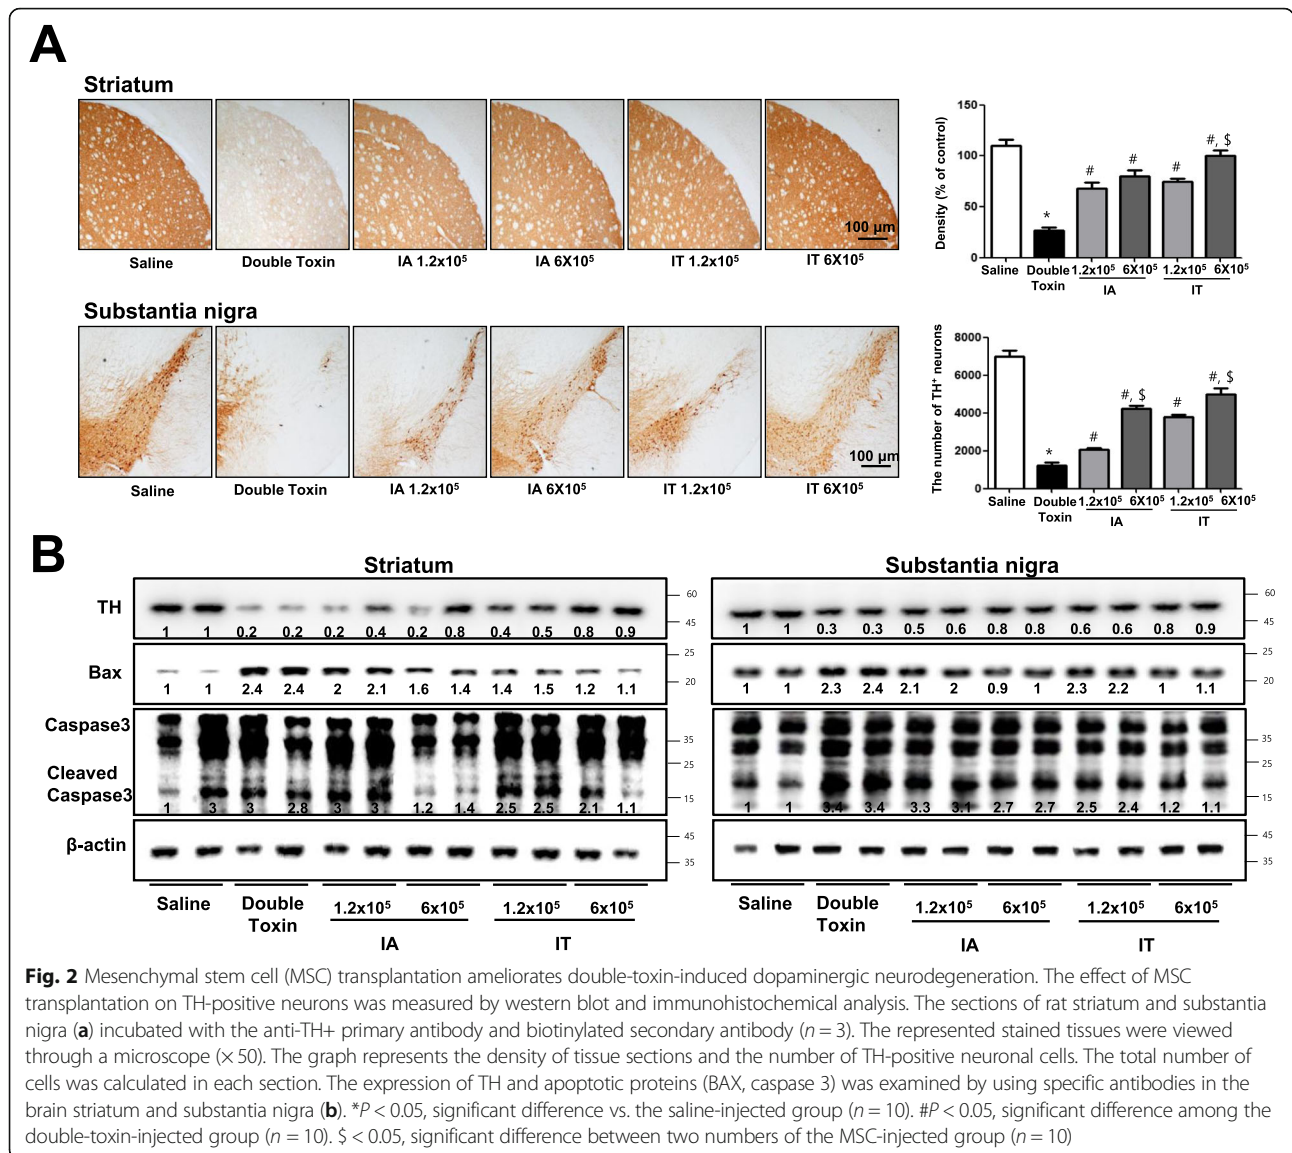 A
Striatum
100 µm
Saline Double Toxin IA 1.2x10⁵ IA 6X10⁵ IT 1.2x10⁵ IT 6X10⁵
Density (% of control)
150
100
50
0
* # # # #, $
Saline Double Toxin 1.2x10⁵ 6X10⁵ 1.2x10⁵ 6X10⁵
IA IT
Substantia nigra
100 µm
Saline Double Toxin IA 1.2x10⁵ IA 6X10⁵ IT 1.2x10⁵ IT 6X10⁵
The number of TH⁺ neurons
8000
6000
4000
2000
0
* # #, $ # #, $
Saline Double Toxin 1.2x10⁵ 6X10⁵ 1.2x10⁵ 6X10⁵
IA IT
B
Striatum
TH
60
45
1 1 0.2 0.2 0.2 0.4 0.2 0.8 0.4 0.5 0.8 0.9
Bax
25
20
1 1 2.4 2.4 2 2.1 1.6 1.4 1.4 1.5 1.2 1.1
Caspase3
35
25
Cleaved
Caspase3
15
1 3 3 2.8 3 3 1.2 1.4 2.5 2.5 2.1 1.1
β-actin
45
35
Saline Double Toxin 1.2x10⁵ 6x10⁵ 1.2x10⁵ 6x10⁵
IA IT
Substantia nigra
60
45
1 1 0.3 0.3 0.5 0.6 0.8 0.8 0.6 0.6 0.8 0.9
25
20
1 1 2.3 2.4 2.1 2 0.9 1 2.3 2.2 1 1.1
35
25
15
1 1 3.4 3.4 3.3 3.1 2.7 2.7 2.5 2.4 1.2 1.1
45
35
Saline Double Toxin 1.2x10⁵ 6x10⁵ 1.2x10⁵ 6x10⁵
IA IT
Fig. 2 Mesenchymal stem cell (MSC) transplantation ameliorates double-toxin-induced dopaminergic neurodegeneration. The effect of MSC
transplantation on TH-positive neurons was measured by western blot and immunohistochemical analysis. The sections of rat striatum and substantia
nigra (a) incubated with the anti-TH+ primary antibody and biotinylated secondary antibody (n = 3). The represented stained tissues were viewed
through a microscope (× 50). The graph represents the density of tissue sections and the number of TH-positive neuronal cells. The total number of
cells was calculated in each section. The expression of TH and apoptotic proteins (BAX, caspase 3) was examined by using specific antibodies in the
brain striatum and substantia nigra (b). *P < 0.05, significant difference vs. the saline-injected group (n = 10). #P < 0.05, significant difference among the
double-toxin-injected group (n = 10). $ < 0.05, significant difference between two numbers of the MSC-injected group (n = 10)